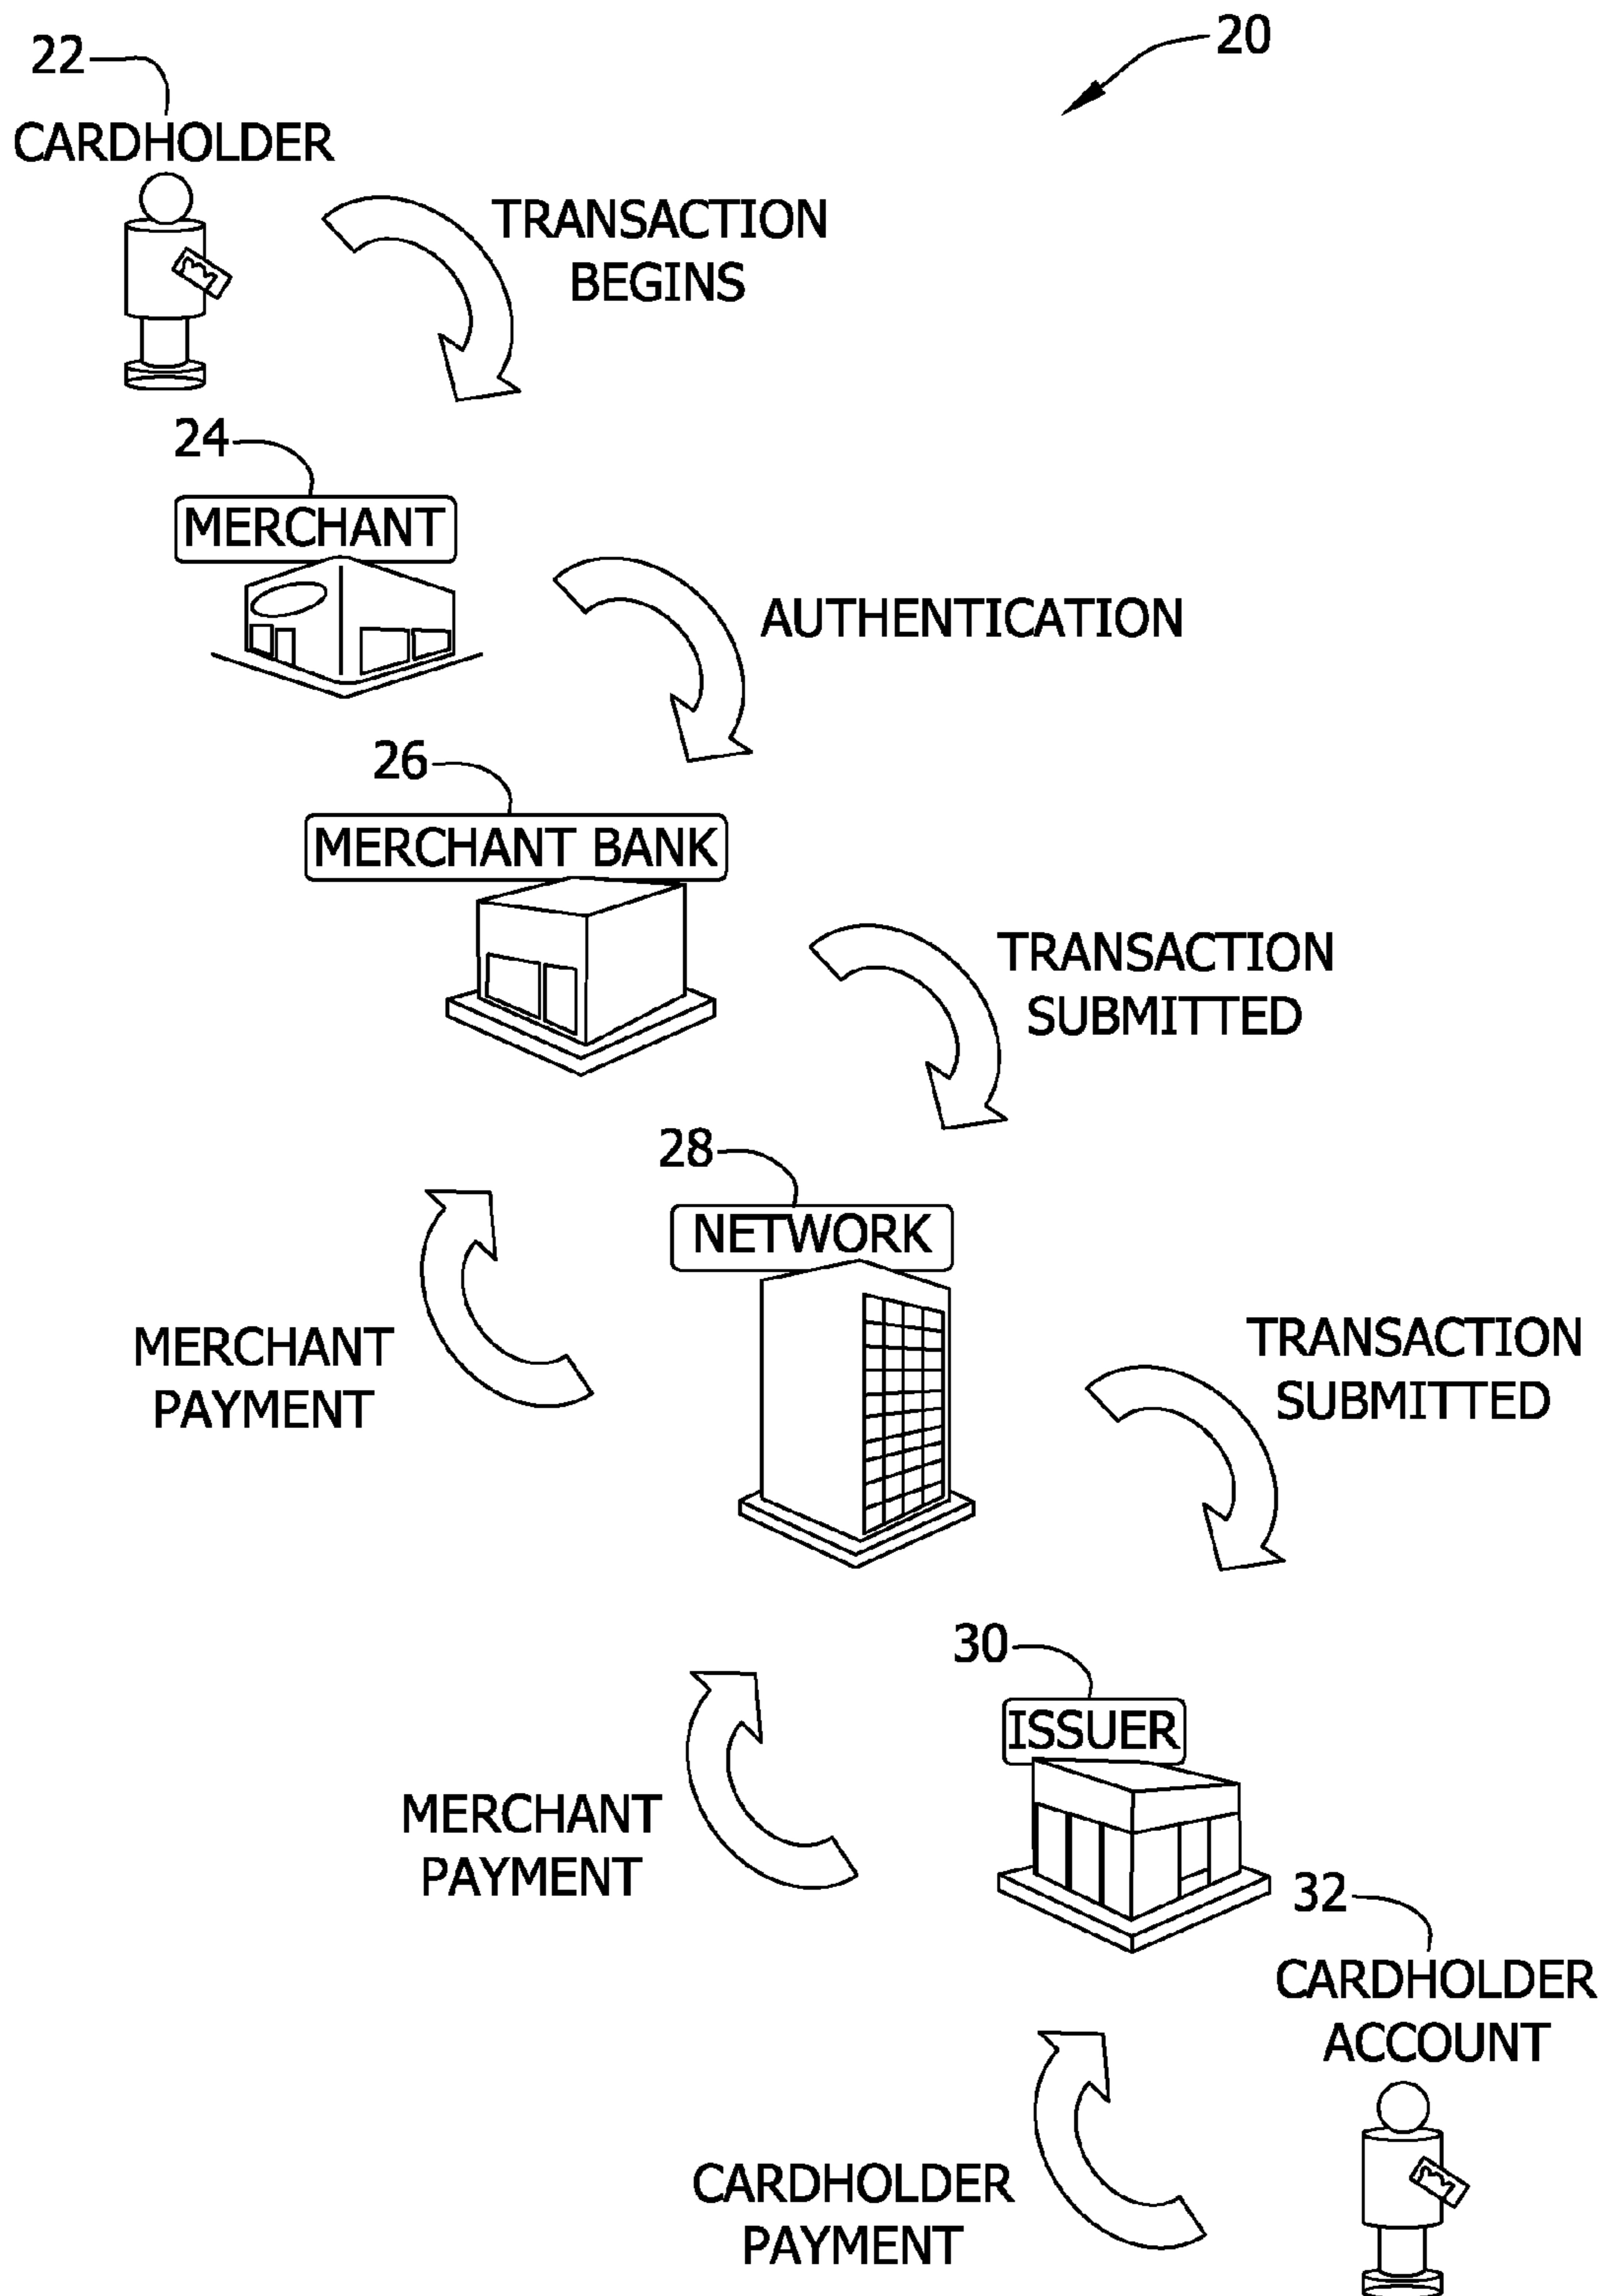 20
22
CARDHOLDER
TRANSACTION
BEGINS
24
MERCHANT
AUTHENTICATION
26
MERCHANT BANK
TRANSACTION
SUBMITTED
28
NETWORK
MERCHANT
PAYMENT
TRANSACTION
SUBMITTED
30
ISSUER
MERCHANT
PAYMENT
32
CARDHOLDER
ACCOUNT
CARDHOLDER
PAYMENT